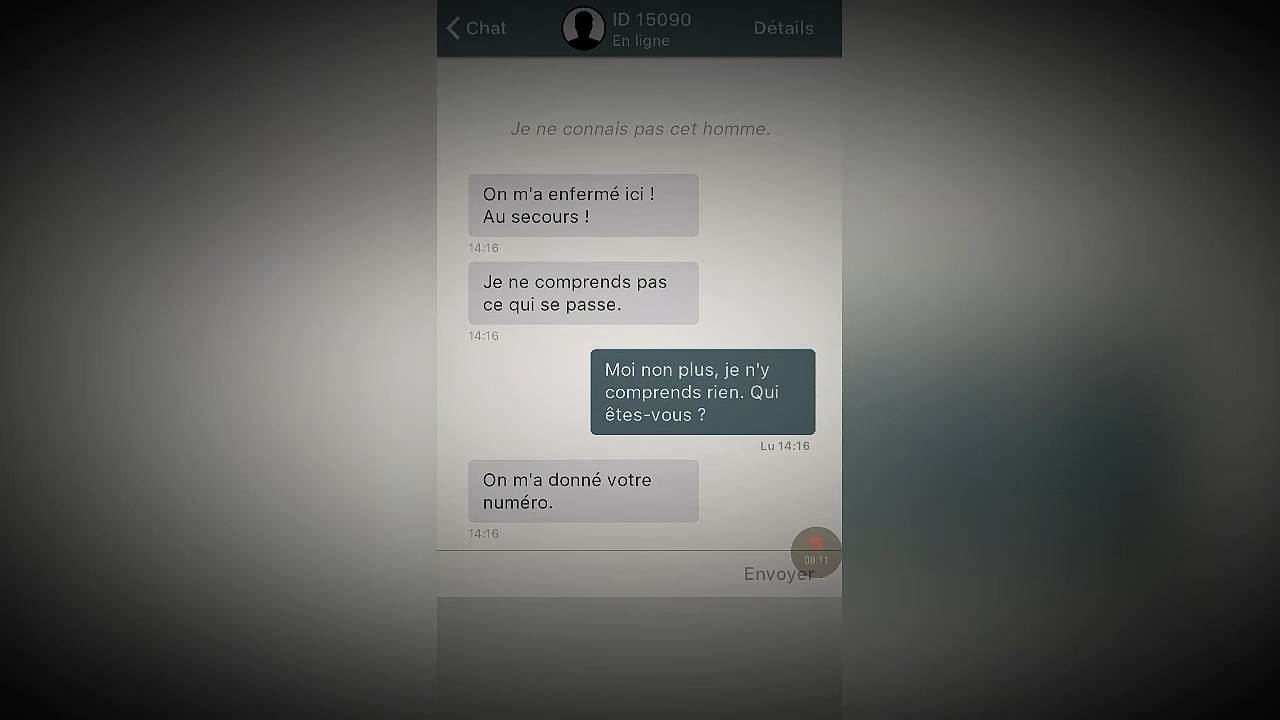 Chat
ID 15090
En ligne
Détails
Je ne connais pas cet homme.
On m'a enfermé ici !
Au secours !
14:16
Je ne comprends pas
ce qui se passe.
14:16
Moi non plus, je n'y
comprends rien. Qui
êtes-vous ?
Lu 14:16
On m'a donné votre
numéro.
14:16
08:11
Envoyer